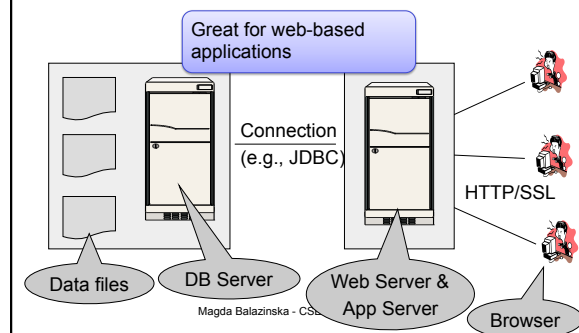 Great for web-based
applications
Connection
(e.g., JDBC)
HTTP/SSL
Data files
DB Server
Web Server &
App Server
Browser
Magda Balazinska -